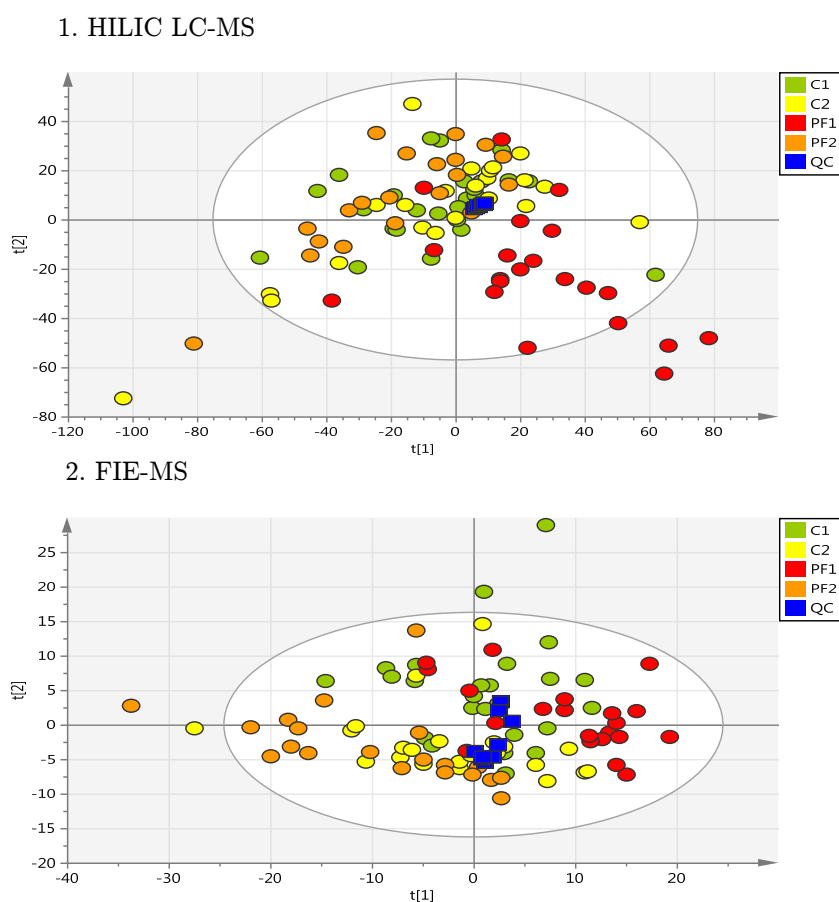 1. HILIC LC-MS
C1
C2
PF1
PF2
QC
40
20
0
-20
-40
-60
-80
t[2]
-120 -100 -80 -60 -40 -20 0 20 40 60 80
t[1]
2. FIE-MS
C1
C2
PF1
PF2
QC
25
20
15
10
5
0
-5
-10
-15
-20
t[2]
-40 -30 -20 -10 0 10 20
t[1]